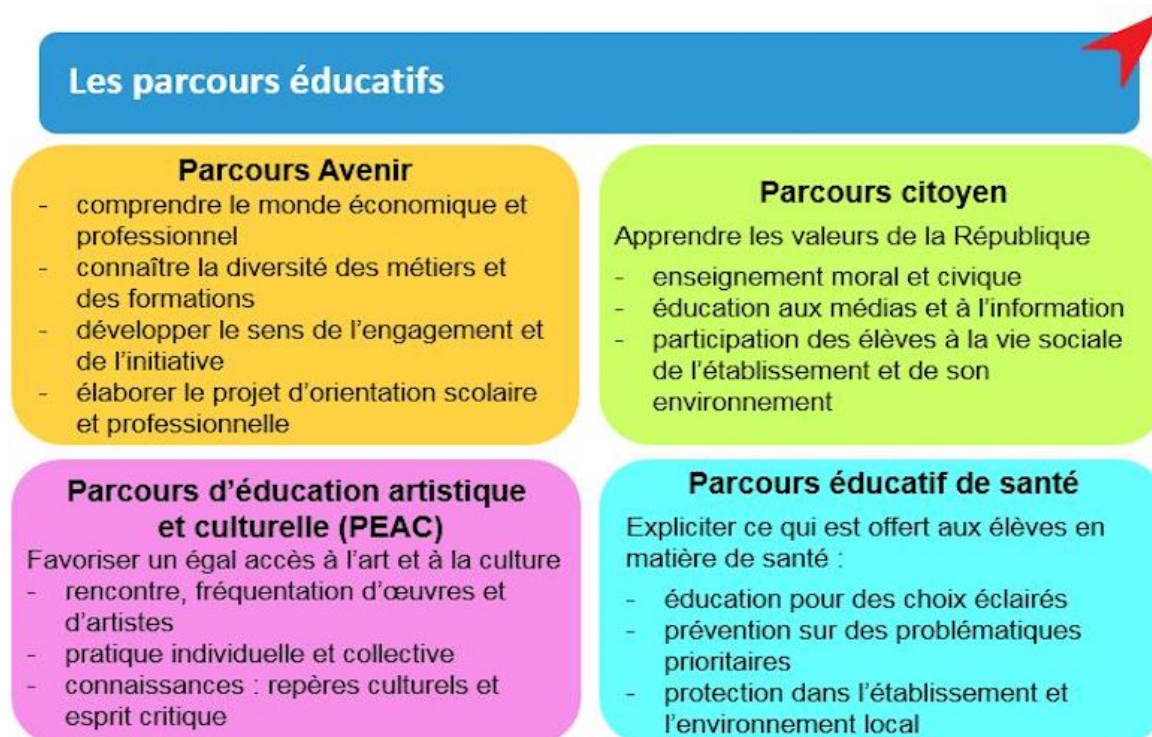 Les parcours éducatifs
Parcours Avenir
- comprendre le monde économique et
professionnel
- connaître la diversité des métiers et
des formations
- développer le sens de l'engagement et
de l'initiative
- élaborer le projet d'orientation scolaire
et professionnelle
Parcours citoyen
Apprendre les valeurs de la République
- enseignement moral et civique
- éducation aux médias et à l'information
- participation des élèves à la vie sociale
de l'établissement et de son
environnement
Parcours d'éducation artistique
et culturelle (PEAC)
Favoriser un égal accès à l'art et à la culture
- rencontre, fréquentation d'œuvres et
d'artistes
- pratique individuelle et collective
- connaissances : repères culturels et
esprit critique
Parcours éducatif de santé
Expliciter ce qui est offert aux élèves en
matière de santé :
- éducation pour des choix éclairés
- prévention sur des problématiques
prioritaires
- protection dans l'établissement et
l'environnement local